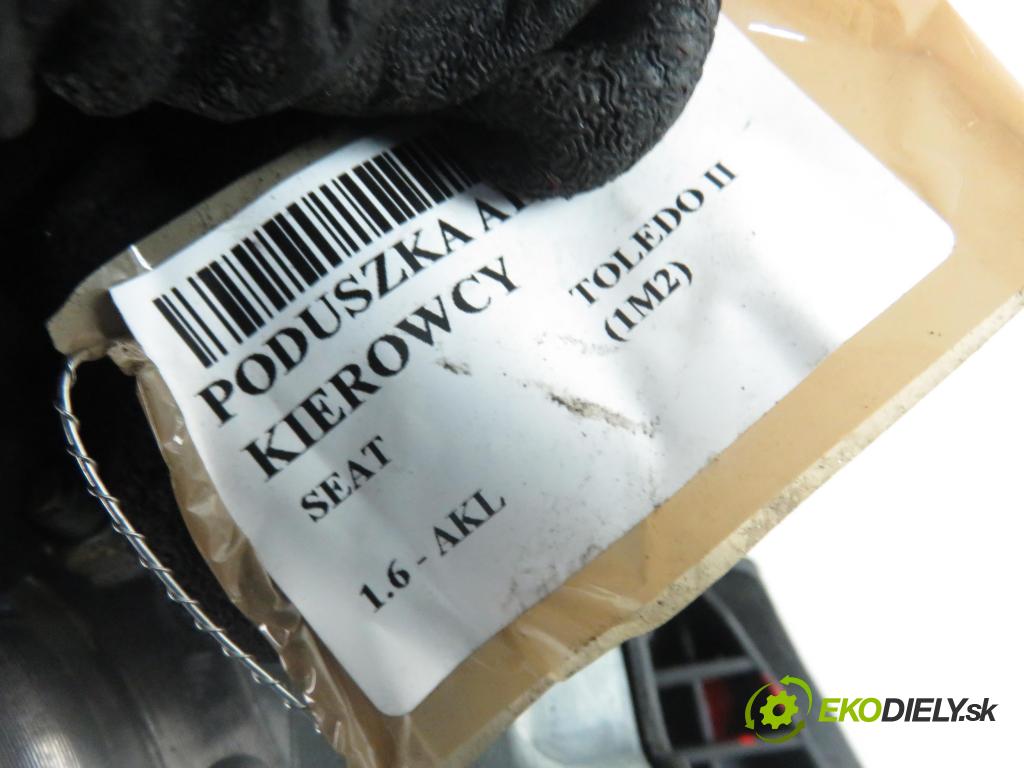 PODUSZKA
KIEROWCY
SEAT
TOLEDO II
(1M2)
1.6 - AKL
EKODIELY.sk